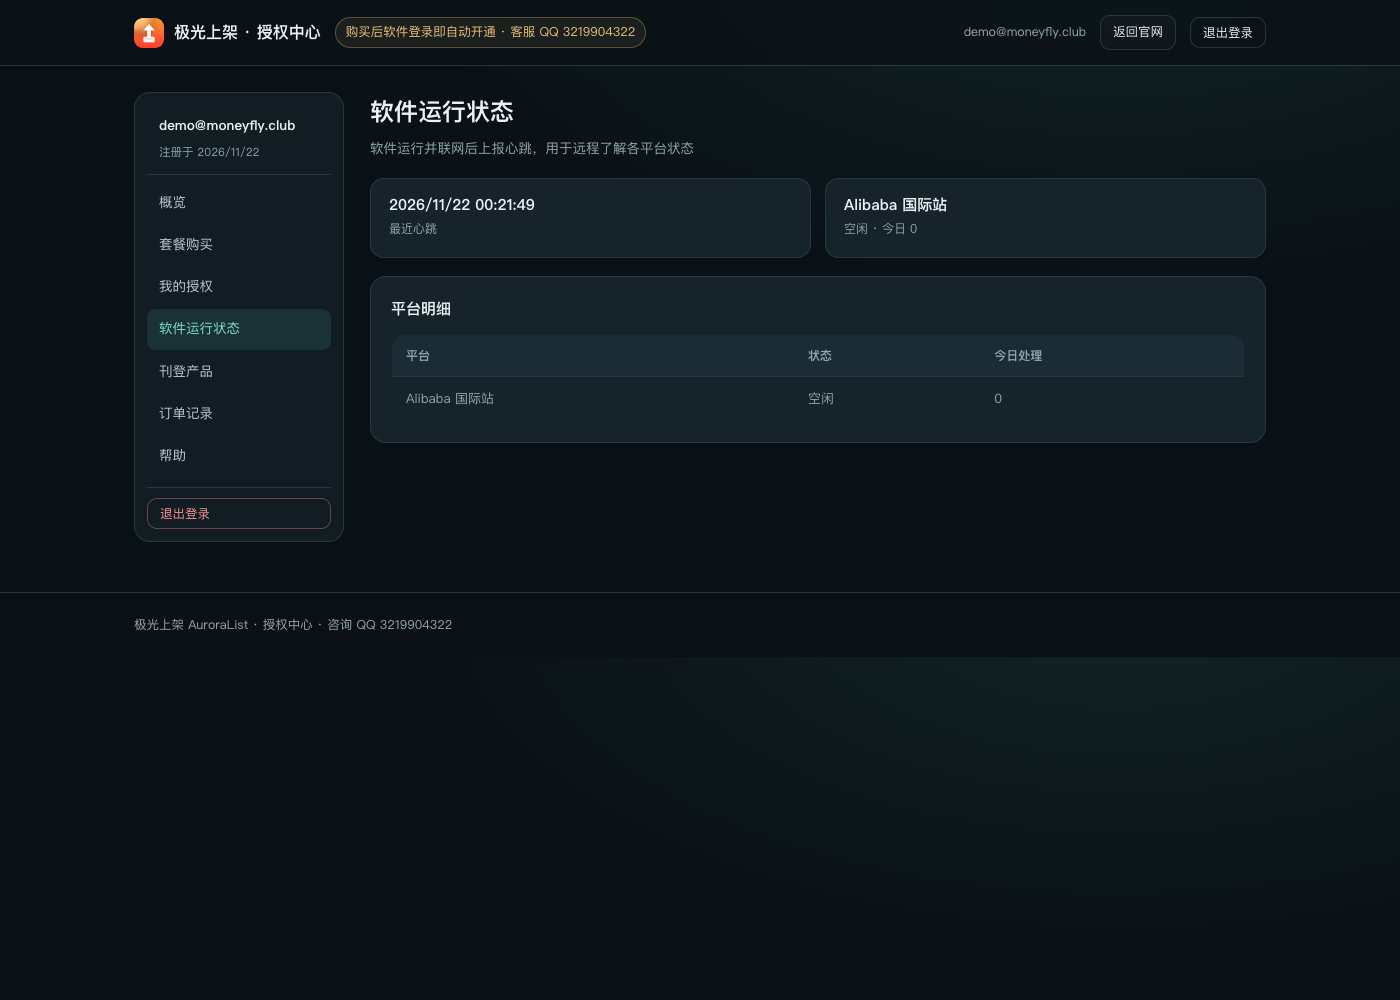 极光上架 · 授权中心
购买后软件登录即自动开通 · 客服 QQ 3219904322
demo@moneyfly.club
返回官网
退出登录
demo@moneyfly.club
注册于 2026/11/22
概览
套餐购买
我的授权
软件运行状态
刊登产品
订单记录
帮助
退出登录
软件运行状态
软件运行并联网后上报心跳，用于远程了解各平台状态
2026/11/22 00:21:49
最近心跳
Alibaba 国际站
空闲 · 今日 0
平台明细
平台 状态 今日处理
Alibaba 国际站 空闲 0
极光上架 AuroraList · 授权中心 · 咨询 QQ 3219904322